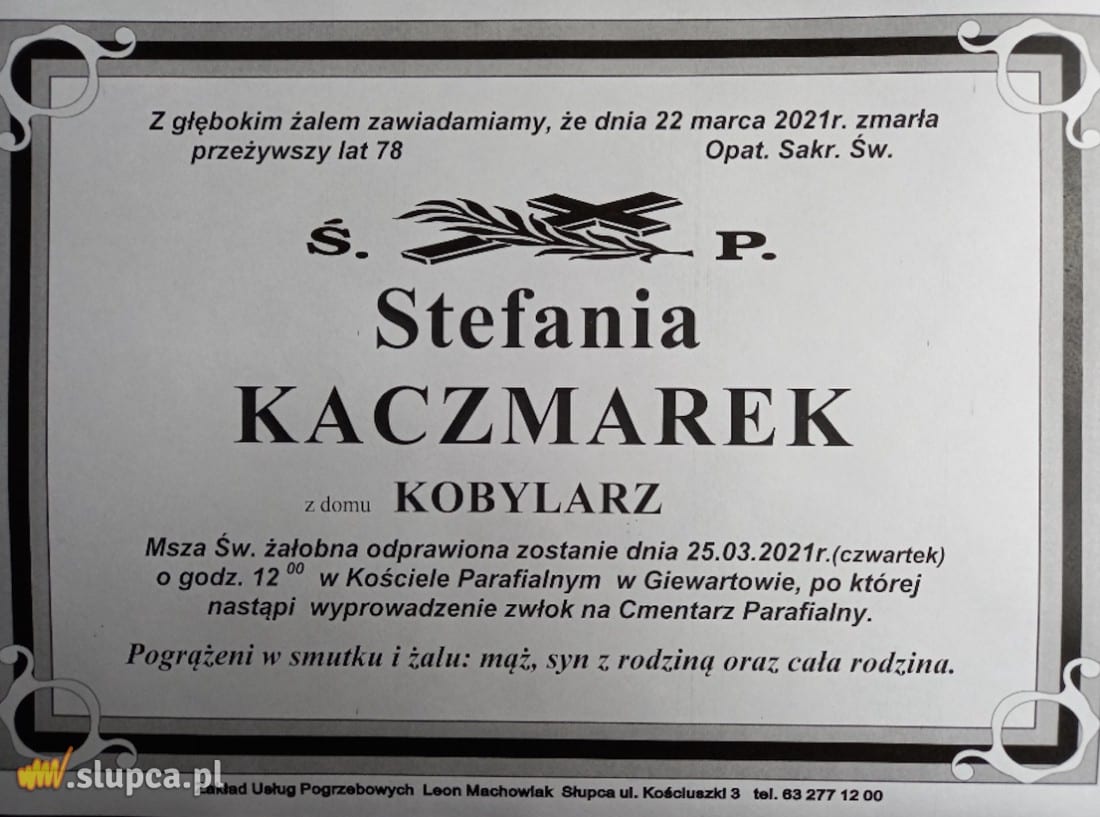 Z głębokim żalem zawiadamiamy, że dnia 22 marca 2021r. zmarła
przeżywszy lat 78 Opat. Sakr. Św.
Ś. P.
Stefania
KACZMAREK
z domu KOBYLARZ
Msza Św. żałobna odprawiona zostanie dnia 25.03.2021r.(czwartek)
o godz. 12 00 w Kościele Parafialnym w Giewartowie, po której
nastąpi wyprowadzenie zwłok na Cmentarz Parafialny.
Pogrążeni w smutku i żalu: mąż, syn z rodziną oraz cała rodzina.
www.slupca.pl
Zakład Usług Pogrzebowych Leon Machowiak Słupca ul. Kościuszki 3 tel. 63 277 12 00